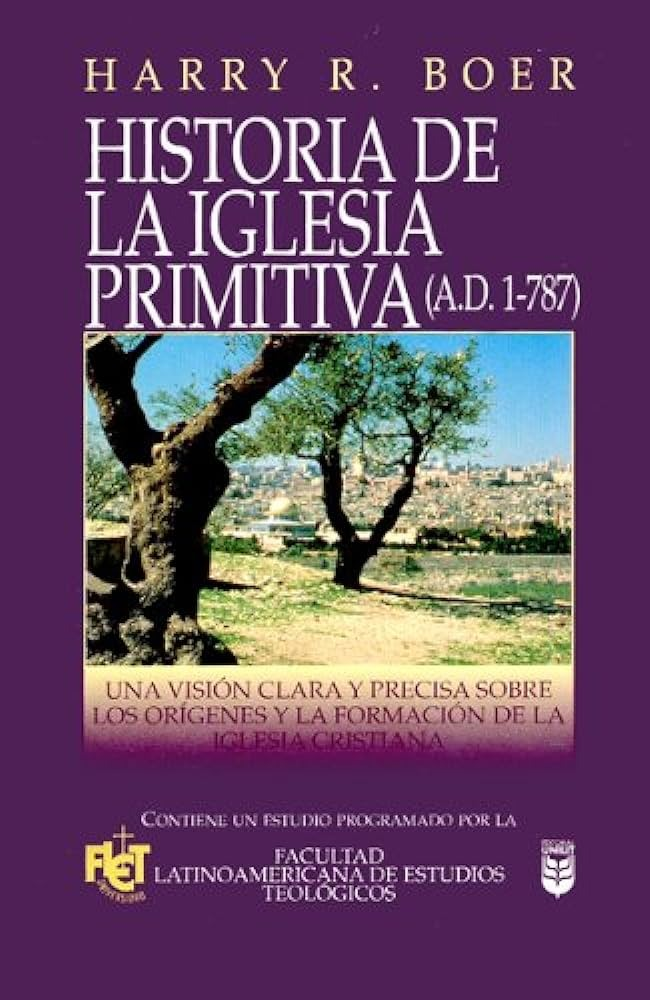 HARRY R. BOER
HISTORIA DE
LA IGLESIA
PRIMITIVA (A.D. 1-787)
UNA VISIÓN CLARA Y PRECISA SOBRE
LOS ORÍGENES Y LA FORMACIÓN DE LA
IGLESIA CRISTIANA
CONTIENE UN ESTUDIO PROGRAMADO POR LA
FLET
UNIVERSIDAD
FACULTAD
LATINOAMERICANA DE ESTUDIOS
TEOLÓGICOS